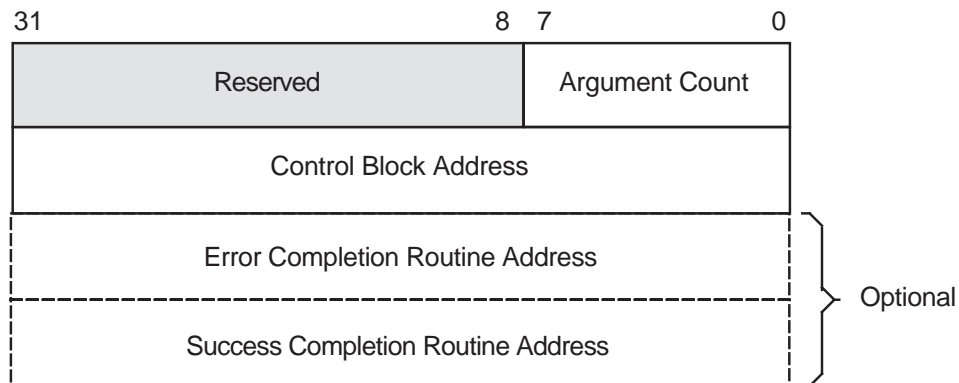 31 8 7 0
Reserved Argument Count
Control Block Address
Error Completion Routine Address
Optional
Success Completion Routine Address